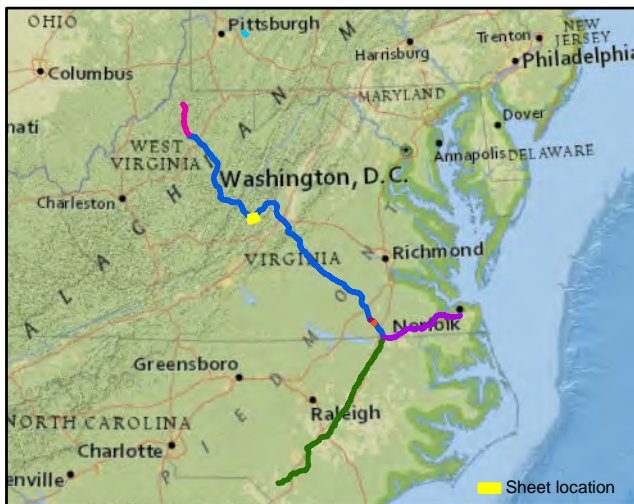 OHIO
Pittsburgh
Harrisburg
Trenton
NEW
JERSEY
Philadelphia
Columbus
MARYLAND
Dover
nati
WEST
VIRGINIA
Annapolis
DELAWARE
Washington, D.C.
Charleston
A L A C H A N M
Richmond
VIRGINIA
Norfolk
P I E D M O N T
Greensboro
Raleigh
NORTH CAROLINA
Charlotte
enville
Sheet location